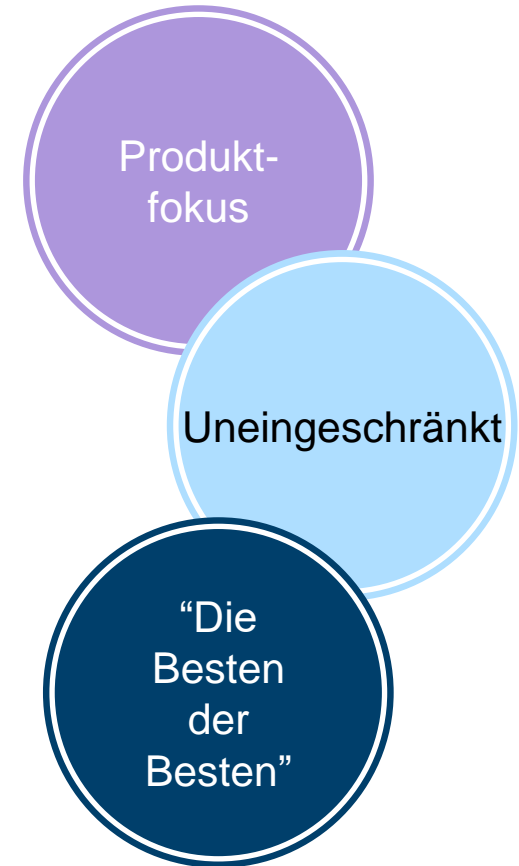 Produkt-
fokus
Uneingeschränkt
“Die
Besten
der
Besten”